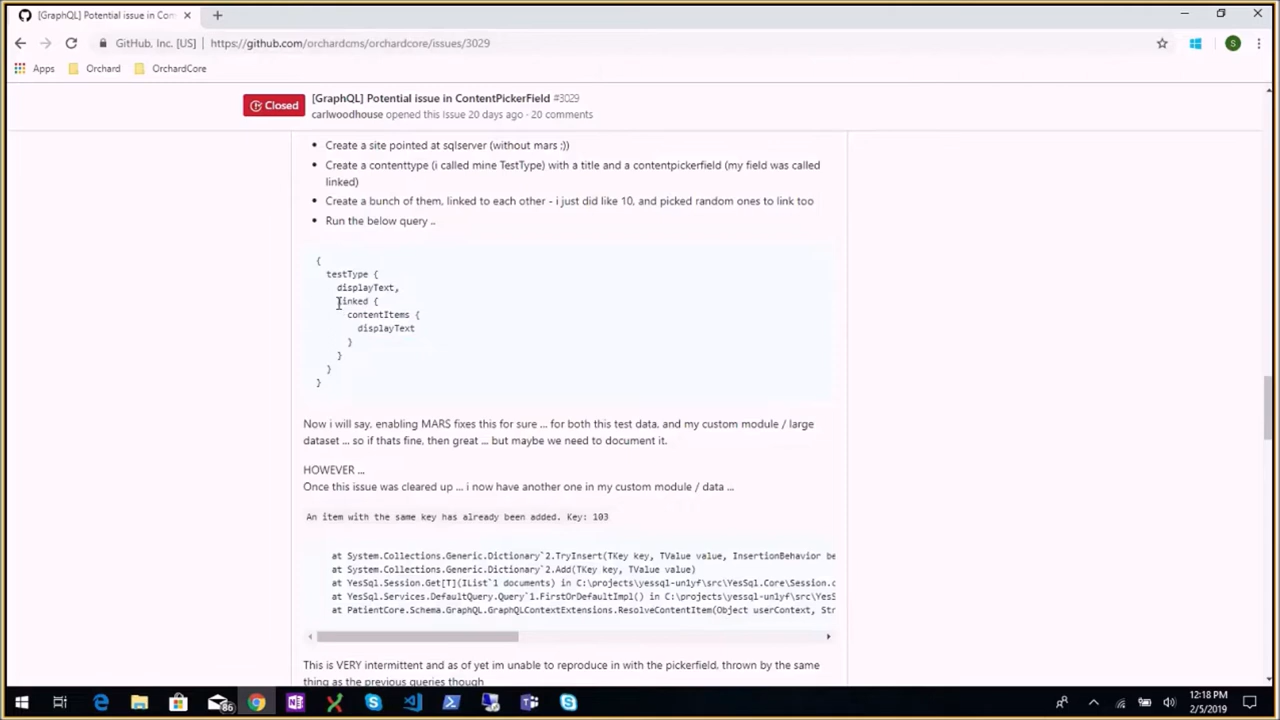 [GraphQL] Potential issue in Con
GitHub, Inc. [US] | https://github.com/orchardcms/orchardcore/issues/3029
S
Apps Orchard OrchardCore
Closed
[GraphQL] Potential issue in ContentPickerField #3029
carlwoodhouse opened this issue 20 days ago · 20 comments
• Create a site pointed at sqlserver (without mars ;))
• Create a contenttype (i called mine TestType) with a title and a contentpickerfield (my field was called
linked)
• Create a bunch of them, linked to each other - i just did like 10, and picked random ones to link too
• Run the below query ..
{
testType {
displayText,
linked {
contentItems {
displayText
}
}
}
}
Now i will say, enabling MARS fixes this for sure ... for both this test data, and my custom module / large
dataset ... so if thats fine, then great ... but maybe we need to document it.
HOWEVER ...
Once this issue was cleared up ... i now have another one in my custom module / data ...
An item with the same key has already been added. Key: 103
at System.Collections.Generic.Dictionary`2.TryInsert(TKey key, TValue value, InsertionBehavior be
at System.Collections.Generic.Dictionary`2.Add(TKey key, TValue value)
at YesSql.Session.Get[T](IList`1 documents) in C:\projects\yessql-un1yf\src\YesSql.Core\Session.c
at YesSql.Services.DefaultQuery.Query`1.FirstOrDefaultImpl() in C:\projects\yessql-un1yf\src\YesS
at PatientCore.Schema.GraphQL.GraphQLContextExtensions.ResolveContentItem(Object userContext, Str
This is VERY intermittent and as of yet im unable to reproduce in with the pickerfield, thrown by the same
thing as the previous queries though
86
12:18 PM
2/5/2019